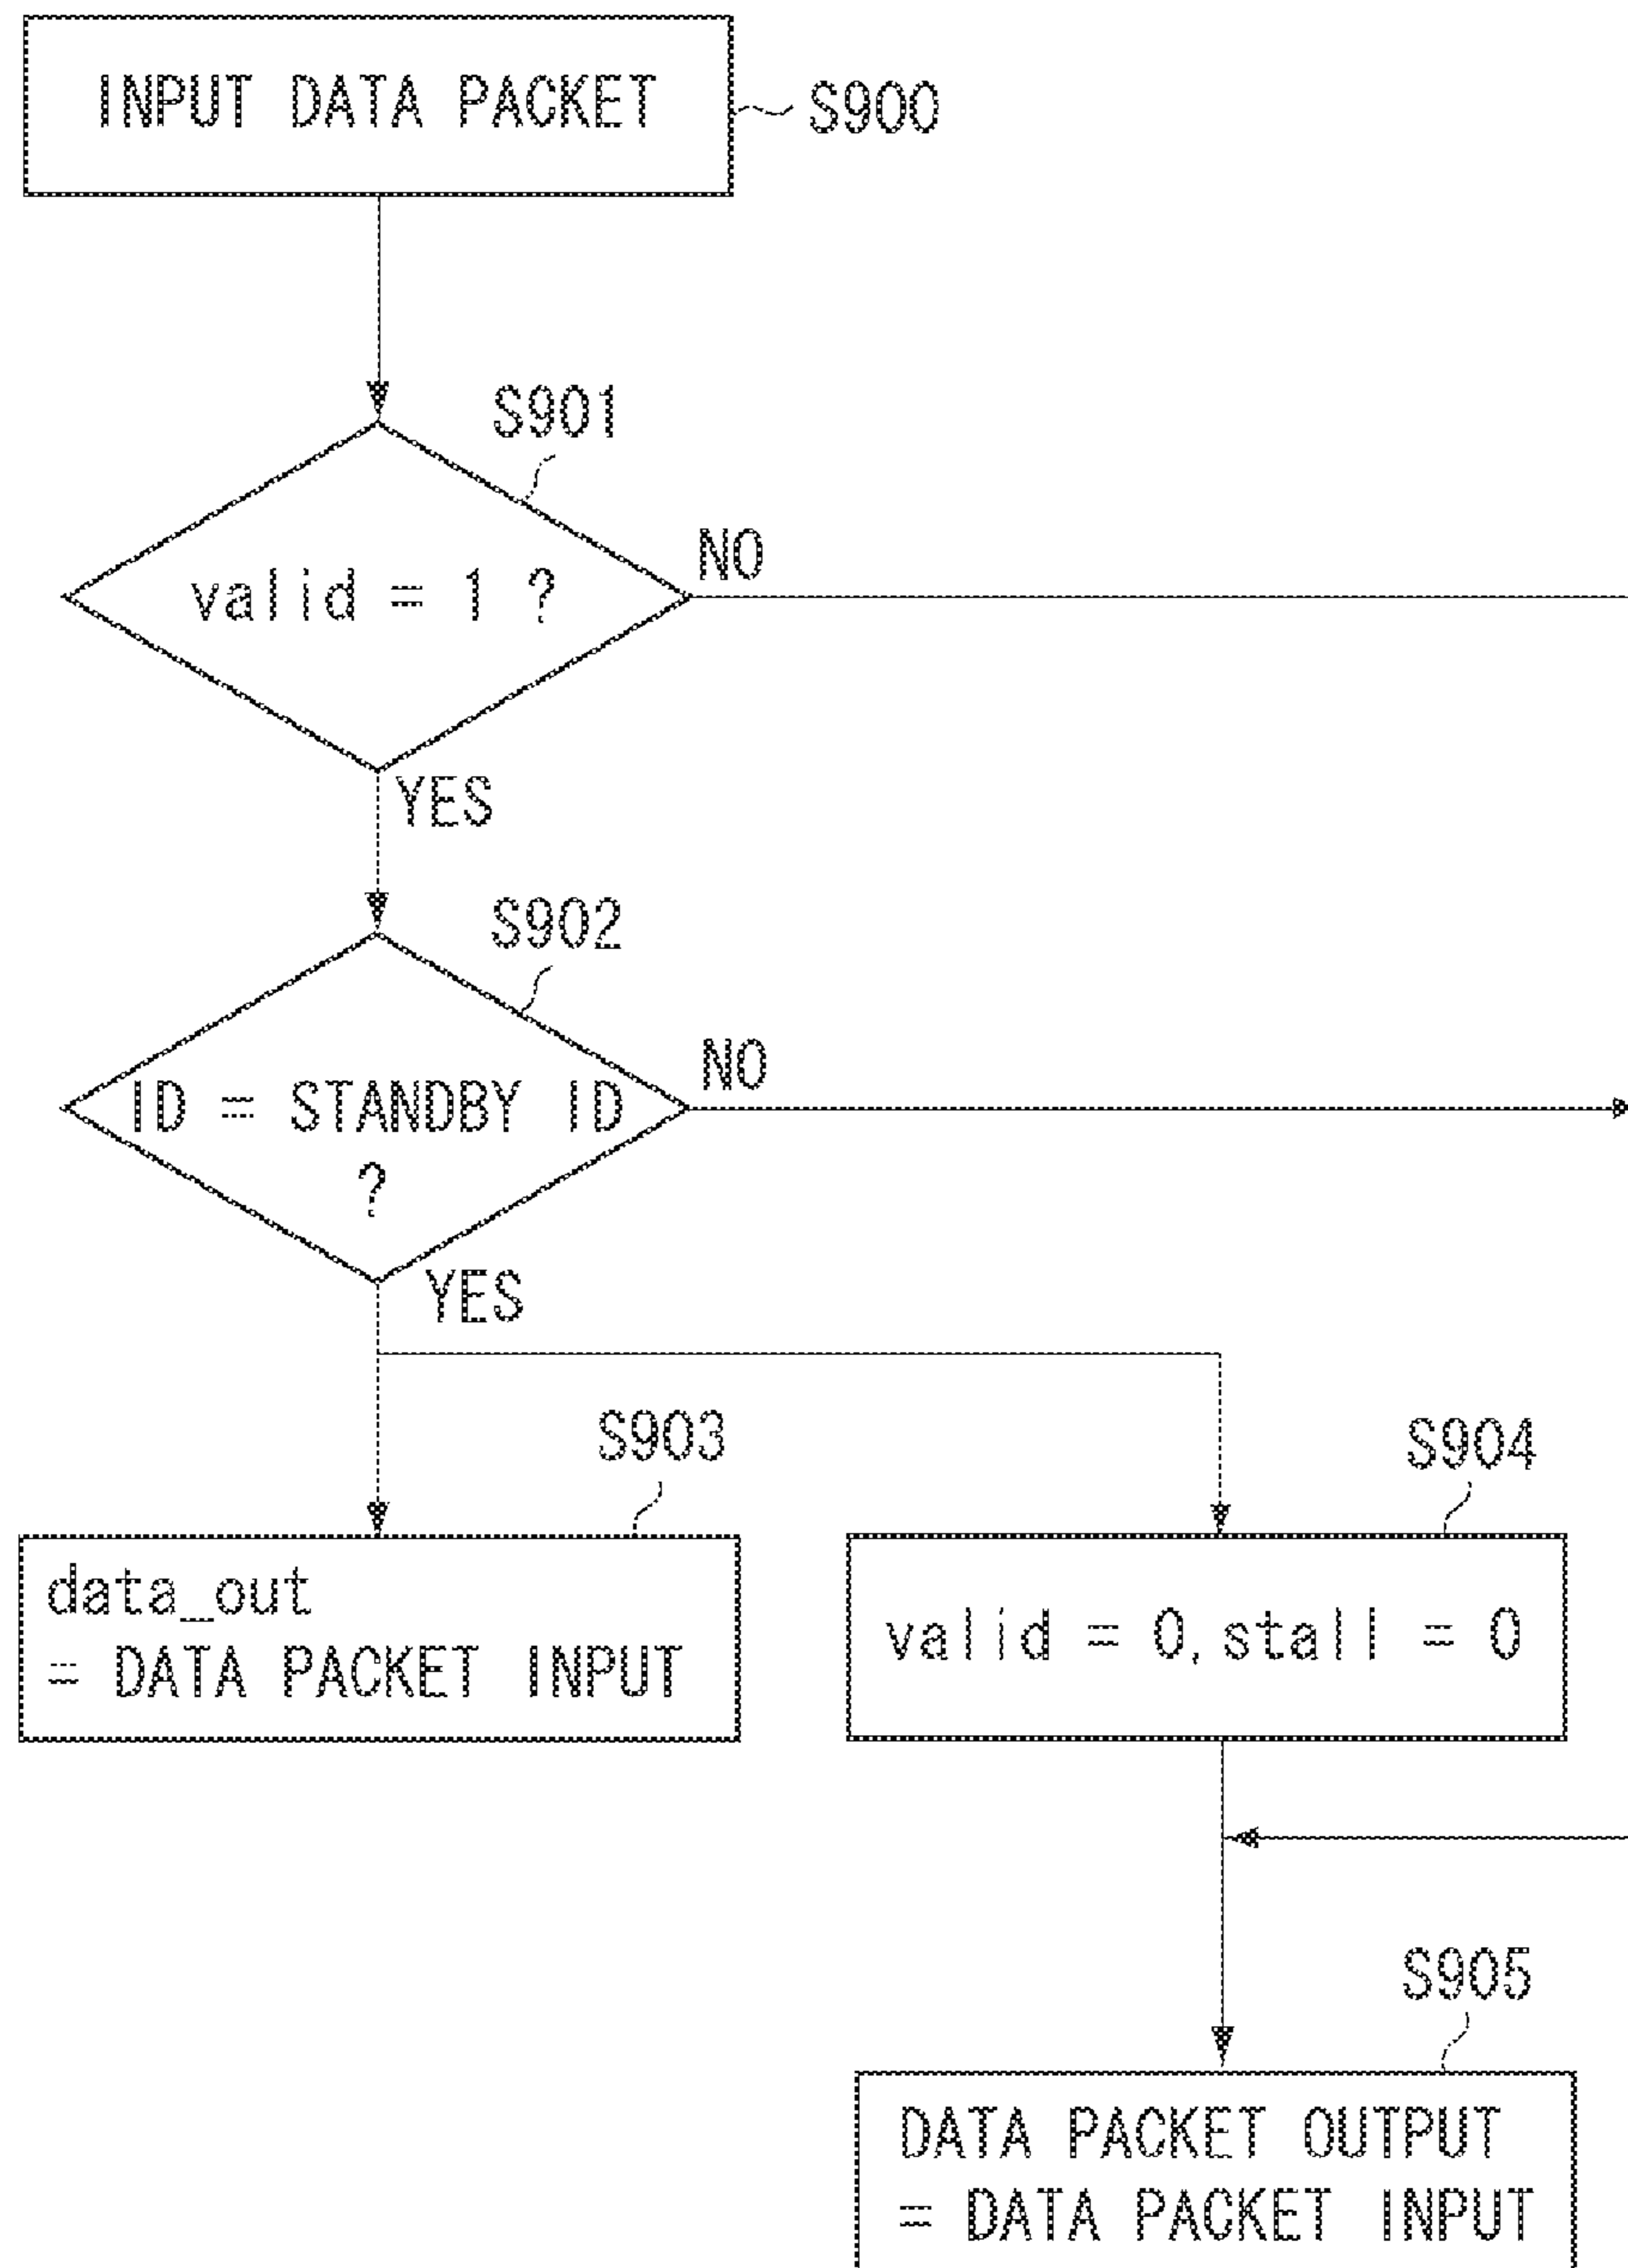 INPUT DATA PACKET
S900
S901
valid = 1 ?
NO
YES
S902
ID = STANDBY ID
?
NO
YES
S903
data_out
= DATA PACKET INPUT
S904
valid = 0, stall = 0
S905
DATA PACKET OUTPUT
= DATA PACKET INPUT